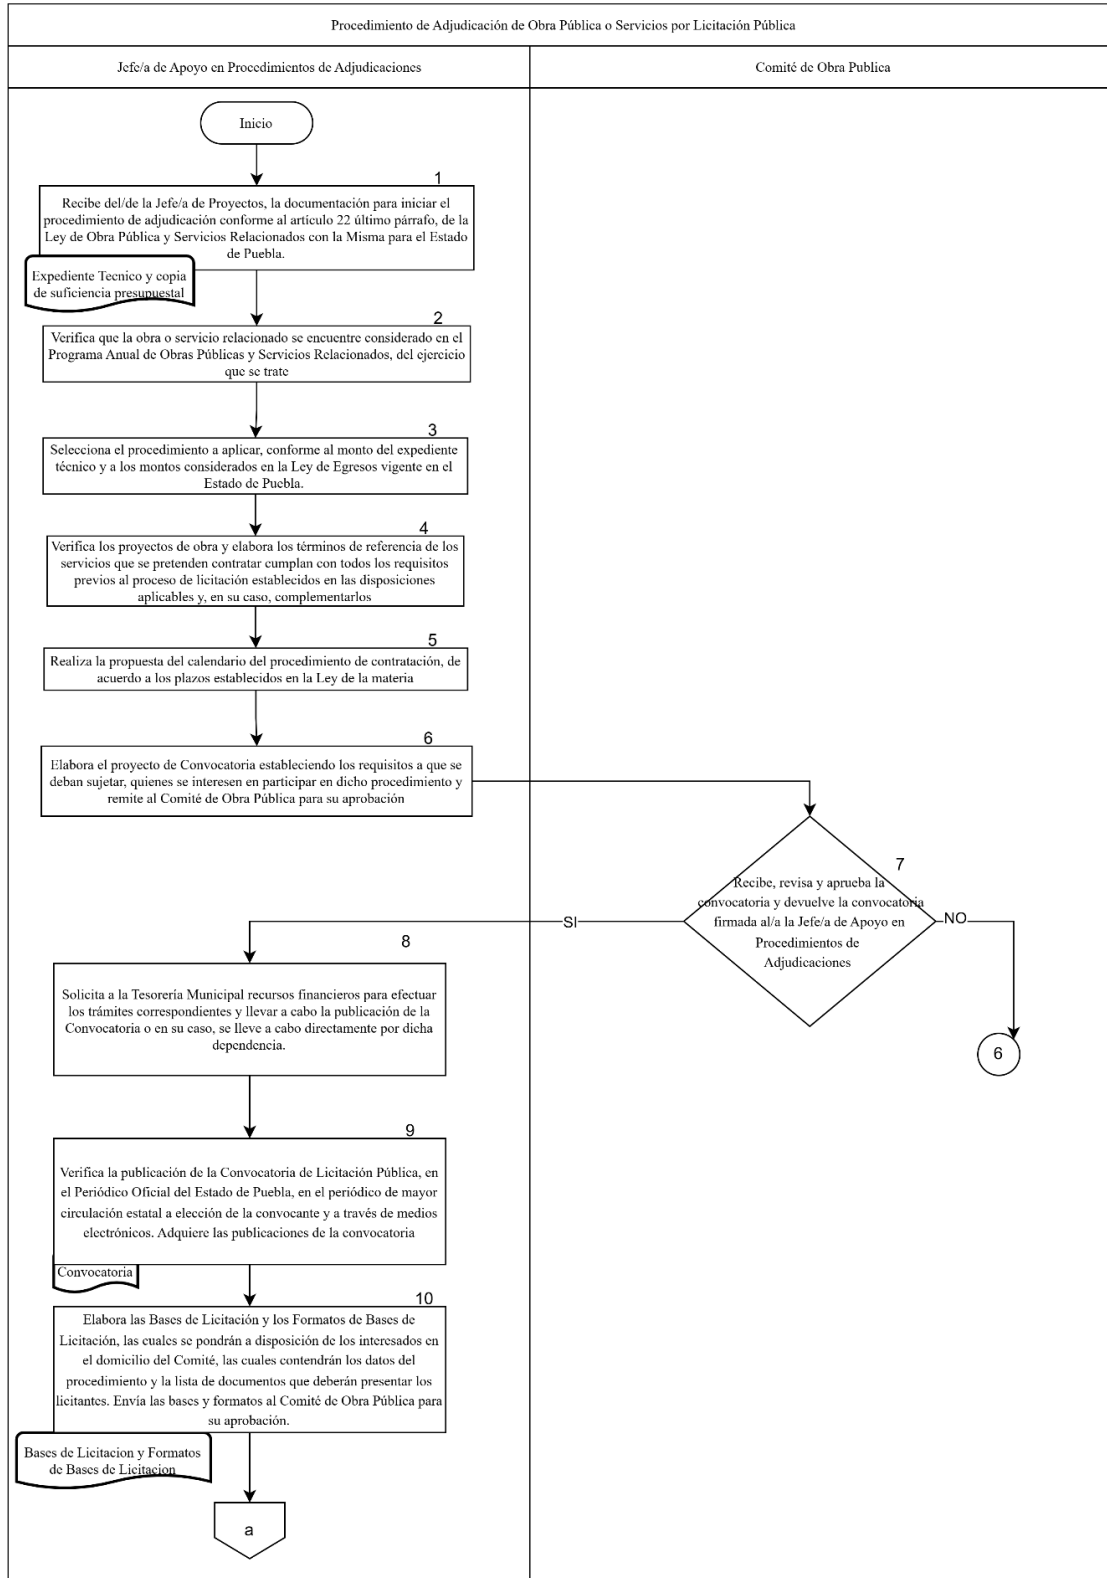 Procedimiento de Adjudicación de Obra Pública o Servicios por Licitación Pública
Jefe/a de Apoyo en Procedimientos de Adjudicaciones
Comité de Obra Publica
Inicio
1
Recibe del/de la Jefe/a de Proyectos, la documentación para iniciar el
procedimiento de adjudicación conforme al artículo 22 último párrafo, de la
Ley de Obra Pública y Servicios Relacionados con la Misma para el Estado
de Puebla.
Expediente Tecnico y copia
de suficiencia presupuestal
2
Verifica que la obra o servicio relacionado se encuentre considerado en el
Programa Anual de Obras Públicas y Servicios Relacionados, del ejercicio
que se trate
3
Selecciona el procedimiento a aplicar, conforme al monto del expediente
técnico y a los montos considerados en la Ley de Egresos vigente en el
Estado de Puebla.
4
Verifica los proyectos de obra y elabora los términos de referencia de los
servicios que se pretenden contratar cumplan con todos los requisitos
previos al proceso de licitación establecidos en las disposiciones
aplicables y, en su caso, complementarlos
5
Realiza la propuesta del calendario del procedimiento de contratación, de
acuerdo a los plazos establecidos en la Ley de la materia
6
Elabora el proyecto de Convocatoria estableciendo los requisitos a que se
deban sujetar, quienes se interesen en participar en dicho procedimiento y
remite al Comité de Obra Pública para su aprobación
7
Recibe, revisa y aprueba la
convocatoria y devuelve la convocatoria
firmada al/a la Jefe/a de Apoyo en
Procedimientos de
Adjudicaciones
SI
NO
6
8
Solicita a la Tesorería Municipal recursos financieros para efectuar
los trámites correspondientes y llevar a cabo la publicación de la
Convocatoria o en su caso, se lleve a cabo directamente por dicha
dependencia.
9
Verifica la publicación de la Convocatoria de Licitación Pública, en
el Periódico Oficial del Estado de Puebla, en el periódico de mayor
circulación estatal a elección de la convocante y a través de medios
electrónicos. Adquiere las publicaciones de la convocatoria
Convocatoria
10
Elabora las Bases de Licitación y los Formatos de Bases de
Licitación, las cuales se pondrán a disposición de los interesados en
el domicilio del Comité, las cuales contendrán los datos del
procedimiento y la lista de documentos que deberán presentar los
licitantes. Envía las bases y formatos al Comité de Obra Pública para
su aprobación.
Bases de Licitacion y Formatos
de Bases de Licitacion
a